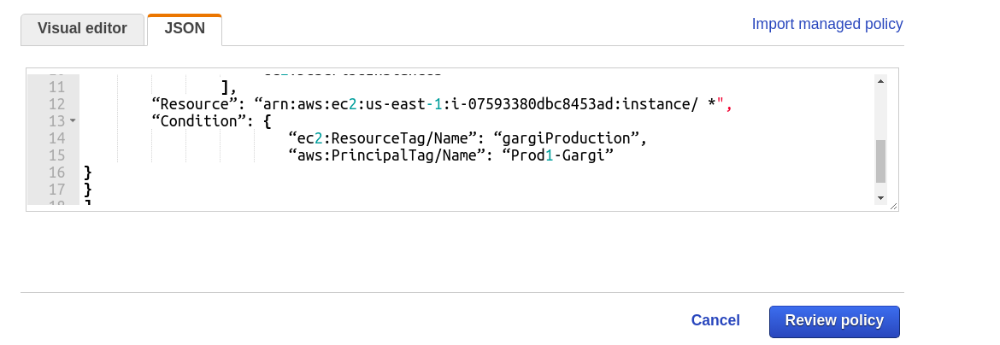 Visual editor JSON Import managed policy
11 ],
12 “Resource”: “arn:aws:ec2:us-east-1:i-07593380dbc8453ad:instance/ *",
13 “Condition”: {
14 “ec2:ResourceTag/Name”: “gargiProduction”,
15 “aws:PrincipalTag/Name”: “Prod1-Gargi”
16 }
17 }
Cancel Review policy